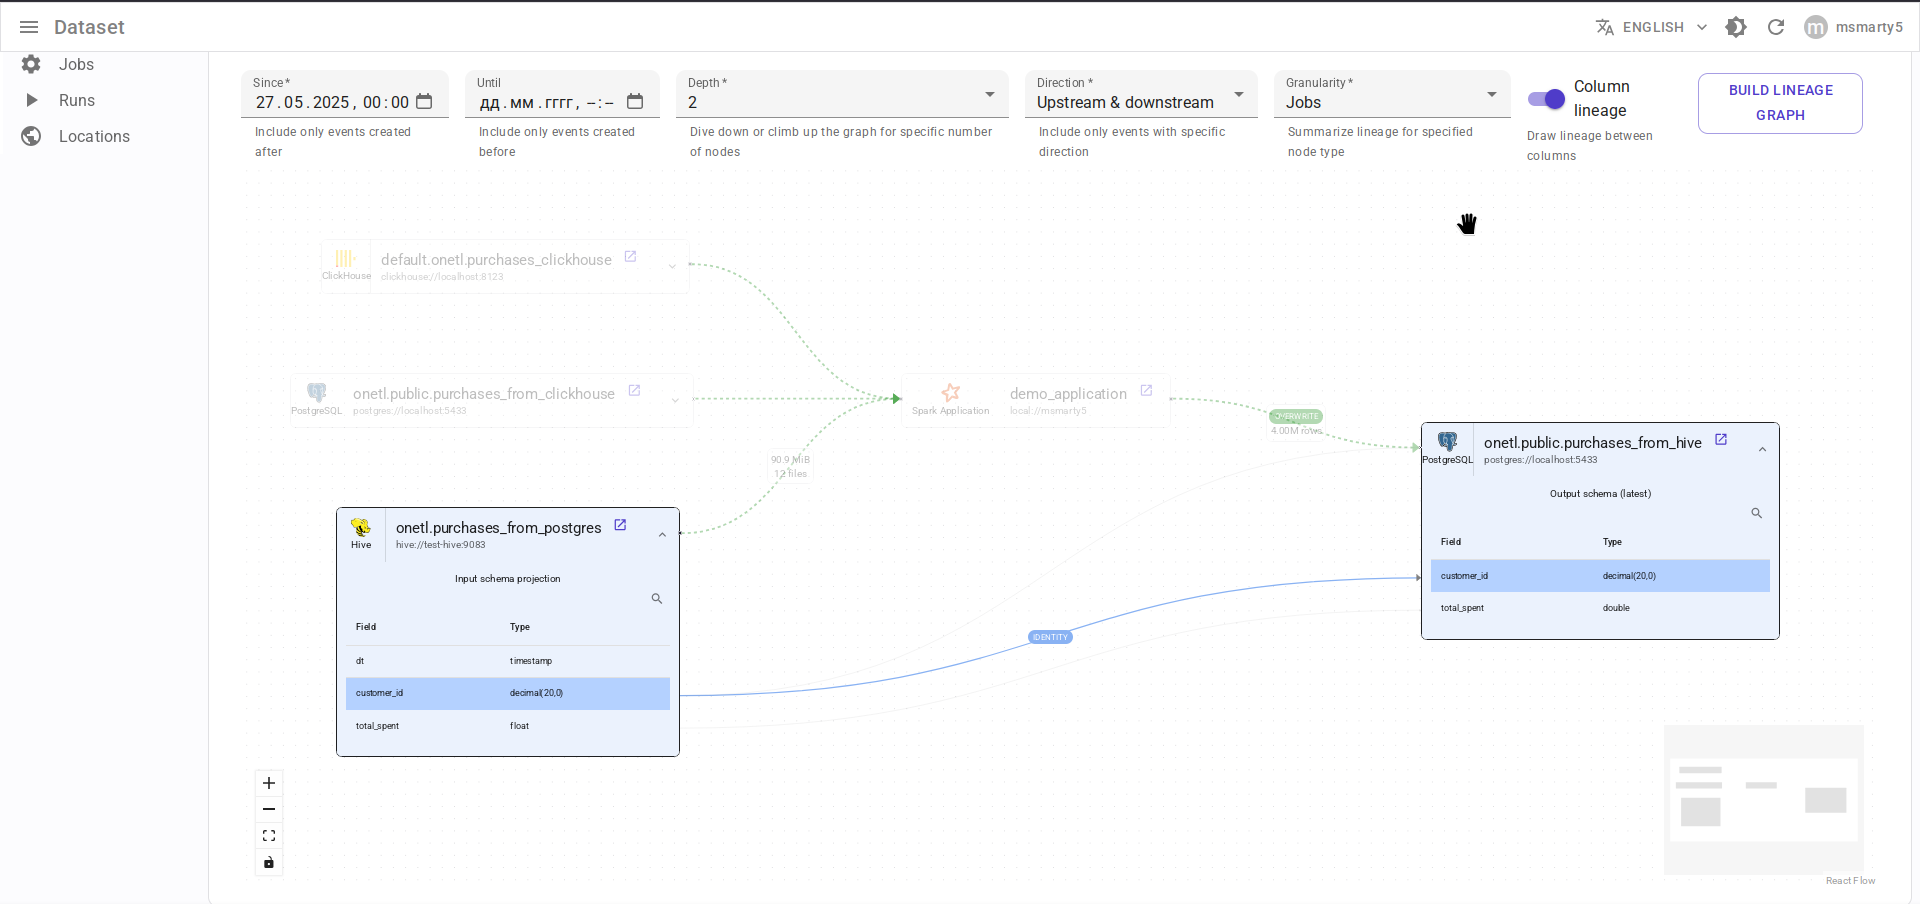 Dataset
ENGLISH
m
msmarty5
Jobs
Runs
Locations
Since *
27.05.2025, 00:00
Include only events created
after
Until
дд.мм.гггг, --:--
Include only events created
before
Depth *
2
Dive down or climb up the graph for specific number
of nodes
Direction *
Upstream & downstream
Include only events with specific
direction
Granularity *
Jobs
Summarize lineage for specified
node type
Column
lineage
Draw lineage between
columns
BUILD LINEAGE
GRAPH
ClickHouse
default.onetl.purchases_clickhouse
clickhouse://localhost:8123
PostgreSQL
onetl.public.purchases_from_clickhouse
postgres://localhost:5433
Spark Application
demo_application
local://msmarty5
OVERWRITE
4.00M rows
90.9 MiB
12 files
Hive
onetl.purchases_from_postgres
hive://test-hive:9083
Input schema projection
Field Type
dt timestamp
customer_id decimal(20,0)
total_spent float
IDENTITY
PostgreSQL
onetl.public.purchases_from_hive
postgres://localhost:5433
Output schema (latest)
Field Type
customer_id decimal(20,0)
total_spent double
React Flow